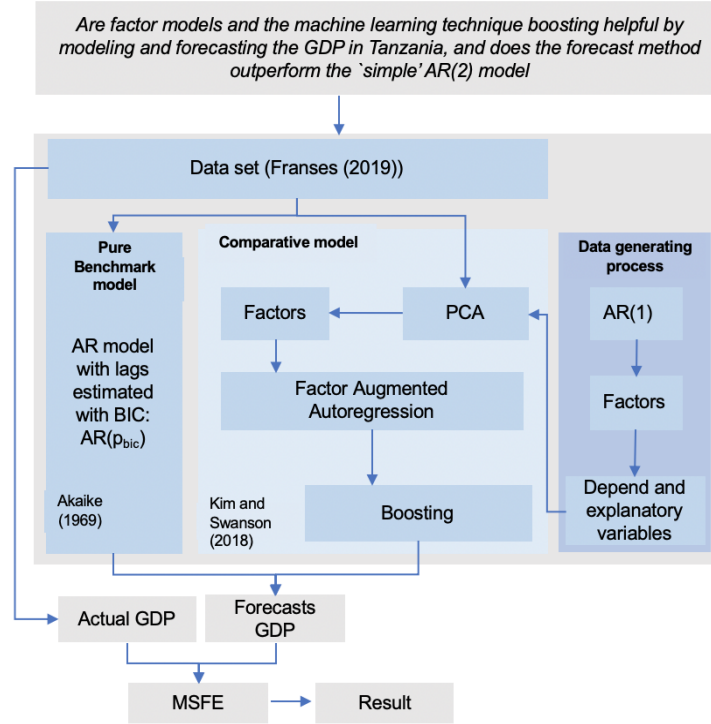 Are factor models and the machine learning technique boosting helpful by
modeling and forecasting the GDP in Tanzania, and does the forecast method
outperform the `simple' AR(2) model
Data set (Franses (2019))
Pure
Benchmark
model
AR model
with lags
estimated
with BIC:
AR(p_bic)
Akaike
(1969)
Comparative model
Factors
PCA
Factor Augmented
Autoregression
Kim and
Swanson
(2018)
Boosting
Data generating
process
AR(1)
Factors
Depend and
explanatory
variables
Actual GDP
Forecasts
GDP
MSFE
Result